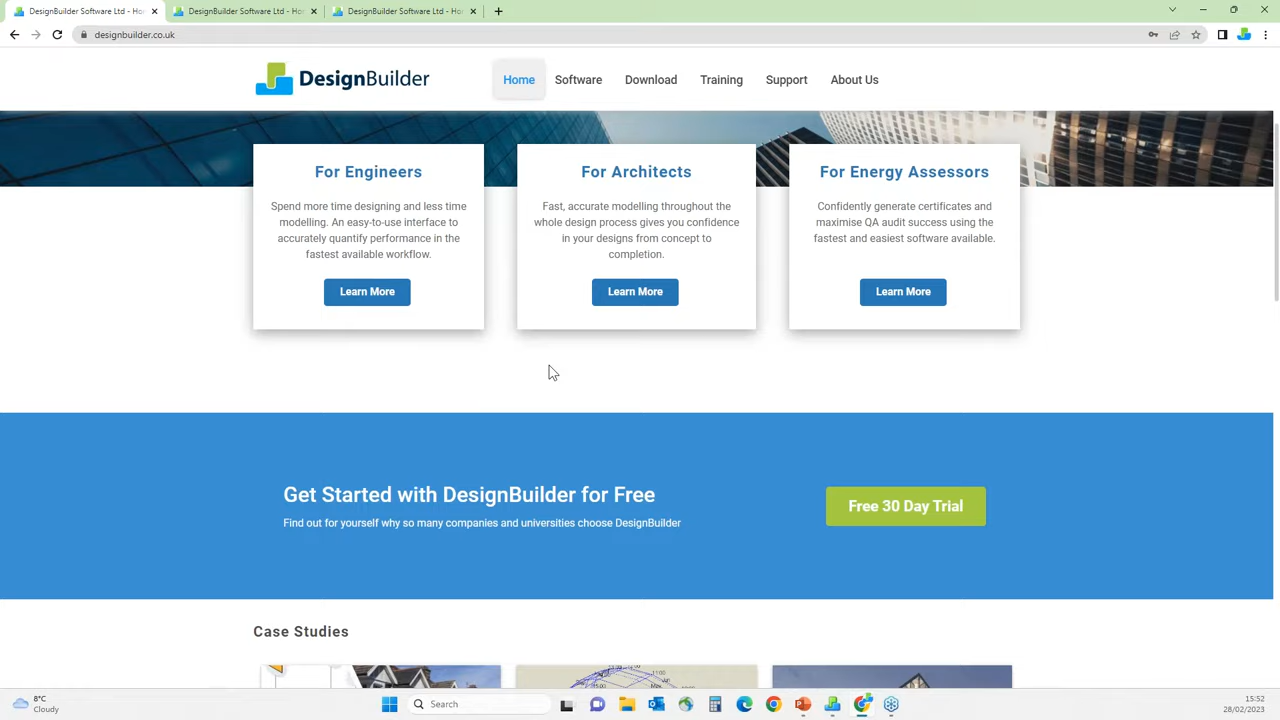 DesignBuilder Software Ltd - Home
DesignBuilder Software Ltd - Home
DesignBuilder Software Ltd - Home
designbuilder.co.uk
DesignBuilder
Home
Software
Download
Training
Support
About Us
For Engineers
Spend more time designing and less time
modelling. An easy-to-use interface to
accurately quantify performance in the
fastest available workflow.
Learn More
For Architects
Fast, accurate modelling throughout the
whole design process gives you confidence
in your designs from concept to
completion.
Learn More
For Energy Assessors
Confidently generate certificates and
maximise QA audit success using the
fastest and easiest software available.
Learn More
Get Started with DesignBuilder for Free
Find out for yourself why so many companies and universities choose DesignBuilder
Free 30 Day Trial
Case Studies
8°C
Cloudy
Search
15:52
28/02/2023